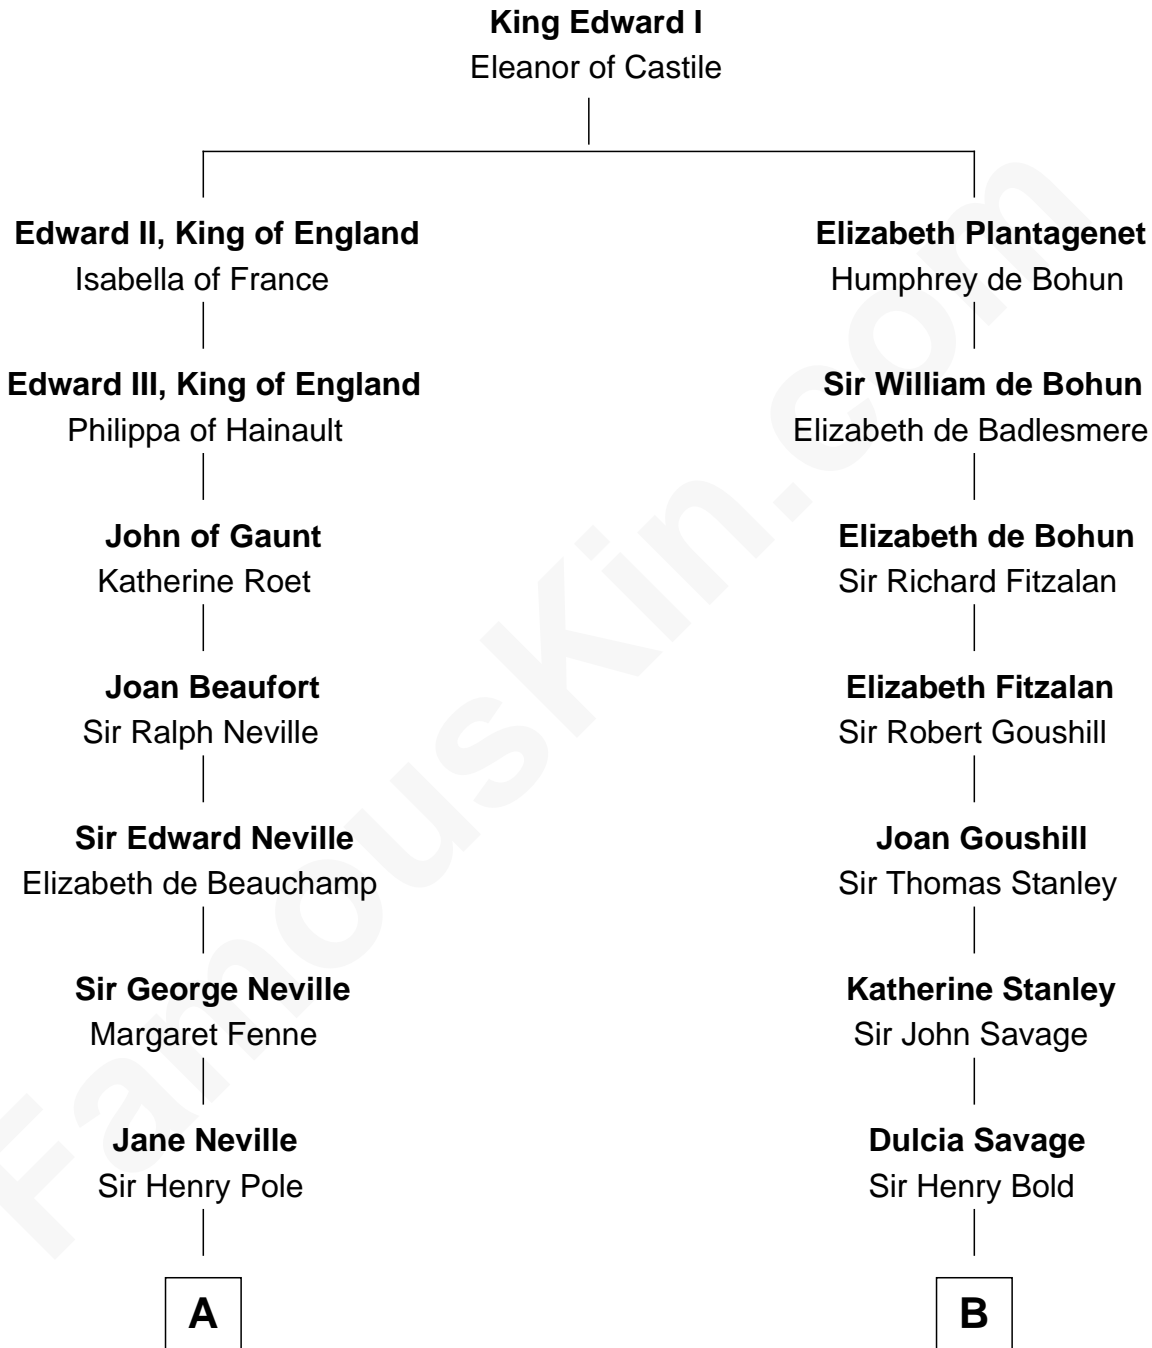 King Edward I
Eleanor of Castile
Edward II, King of England
Isabella of France
Edward III, King of England
Philippa of Hainault
John of Gaunt
Katherine Roet
Joan Beaufort
Sir Ralph Neville
Sir Edward Neville
Elizabeth de Beauchamp
Sir George Neville
Margaret Fenne
Jane Neville
Sir Henry Pole
A
Elizabeth Plantagenet
Humphrey de Bohun
Sir William de Bohun
Elizabeth de Badlesmere
Elizabeth de Bohun
Sir Richard Fitzalan
Elizabeth Fitzalan
Sir Robert Goushill
Joan Goushill
Sir Thomas Stanley
Katherine Stanley
Sir John Savage
Dulcia Savage
Sir Henry Bold
B
FamousKin.com